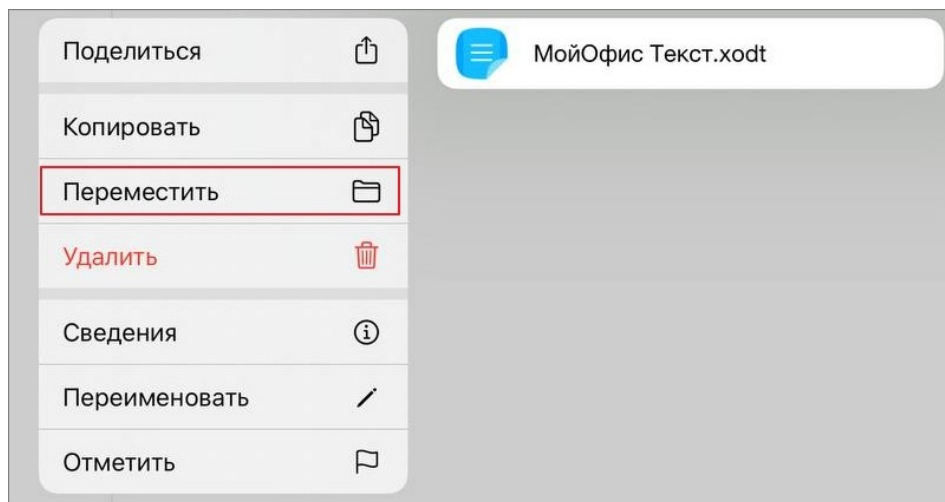 Поделиться
МойОфис Текст.xodt
Копировать
Переместить
Удалить
Сведения
Переименовать
Отметить